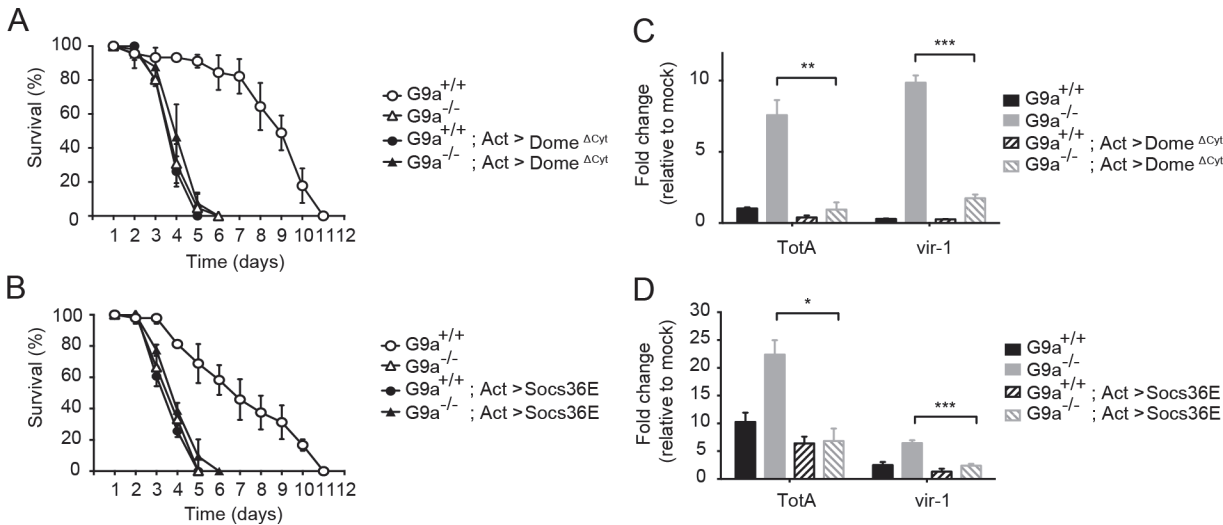 A
Survival (%)
100
80
60
40
20
0
1 2 3 4 5 6 7 8 9 10 11 12
Time (days)
G9a+/+
G9a-/-
G9a+/+ ; Act > Dome ΔCyt
G9a-/- ; Act > Dome ΔCyt
C
Fold change
(relative to mock)
10
5
0
**
***
TotA vir-1
G9a+/+
G9a-/-
G9a+/+ ; Act > Dome ΔCyt
G9a-/- ; Act > Dome ΔCyt
B
Survival (%)
100
80
60
40
20
0
1 2 3 4 5 6 7 8 9 10 11 12
Time (days)
G9a+/+
G9a-/-
G9a+/+ ; Act > Socs36E
G9a-/- ; Act > Socs36E
D
Fold change
(relative to mock)
30
25
20
15
10
5
0
*
***
TotA vir-1
G9a+/+
G9a-/-
G9a+/+ ; Act > Socs36E
G9a-/- ; Act > Socs36E